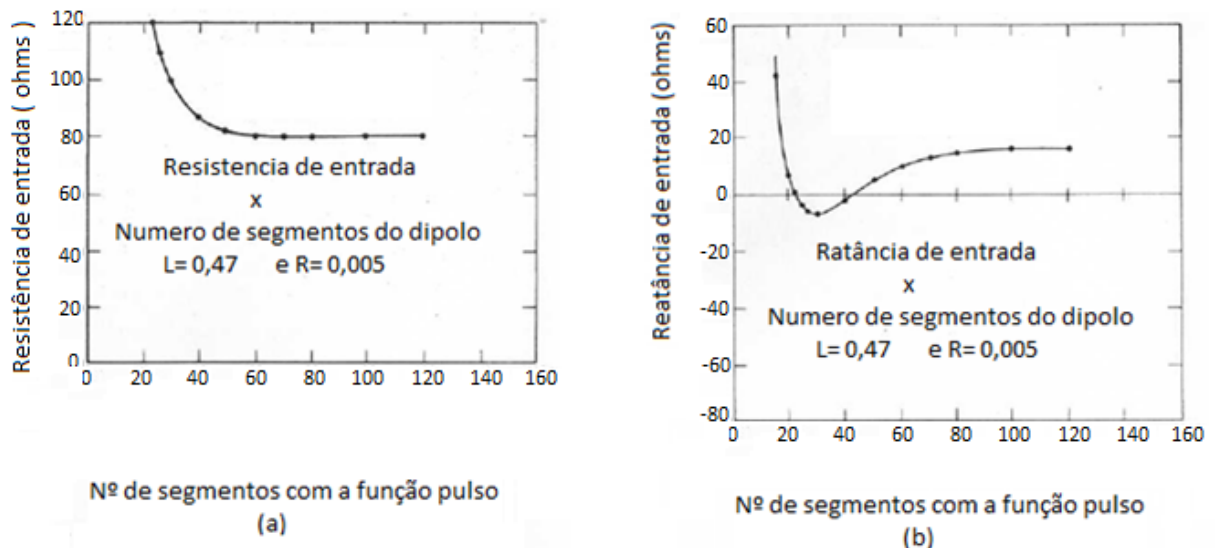 Resistência de entrada ( ohms)
120
100
80
60
40
20
0
Resistencia de entrada
x
Numero de segmentos do dipolo
L= 0,47 e R= 0,005
0 20 40 60 80 100 120 140 160
Nº de segmentos com a função pulso
(a)
Reatância de entrada (ohms)
60
40
20
0
-20
-40
-60
-80
Ratância de entrada
x
Numero de segmentos do dipolo
L= 0,47 e R= 0,005
0 20 40 60 80 100 120 140 160
Nº de segmentos com a função pulso
(b)